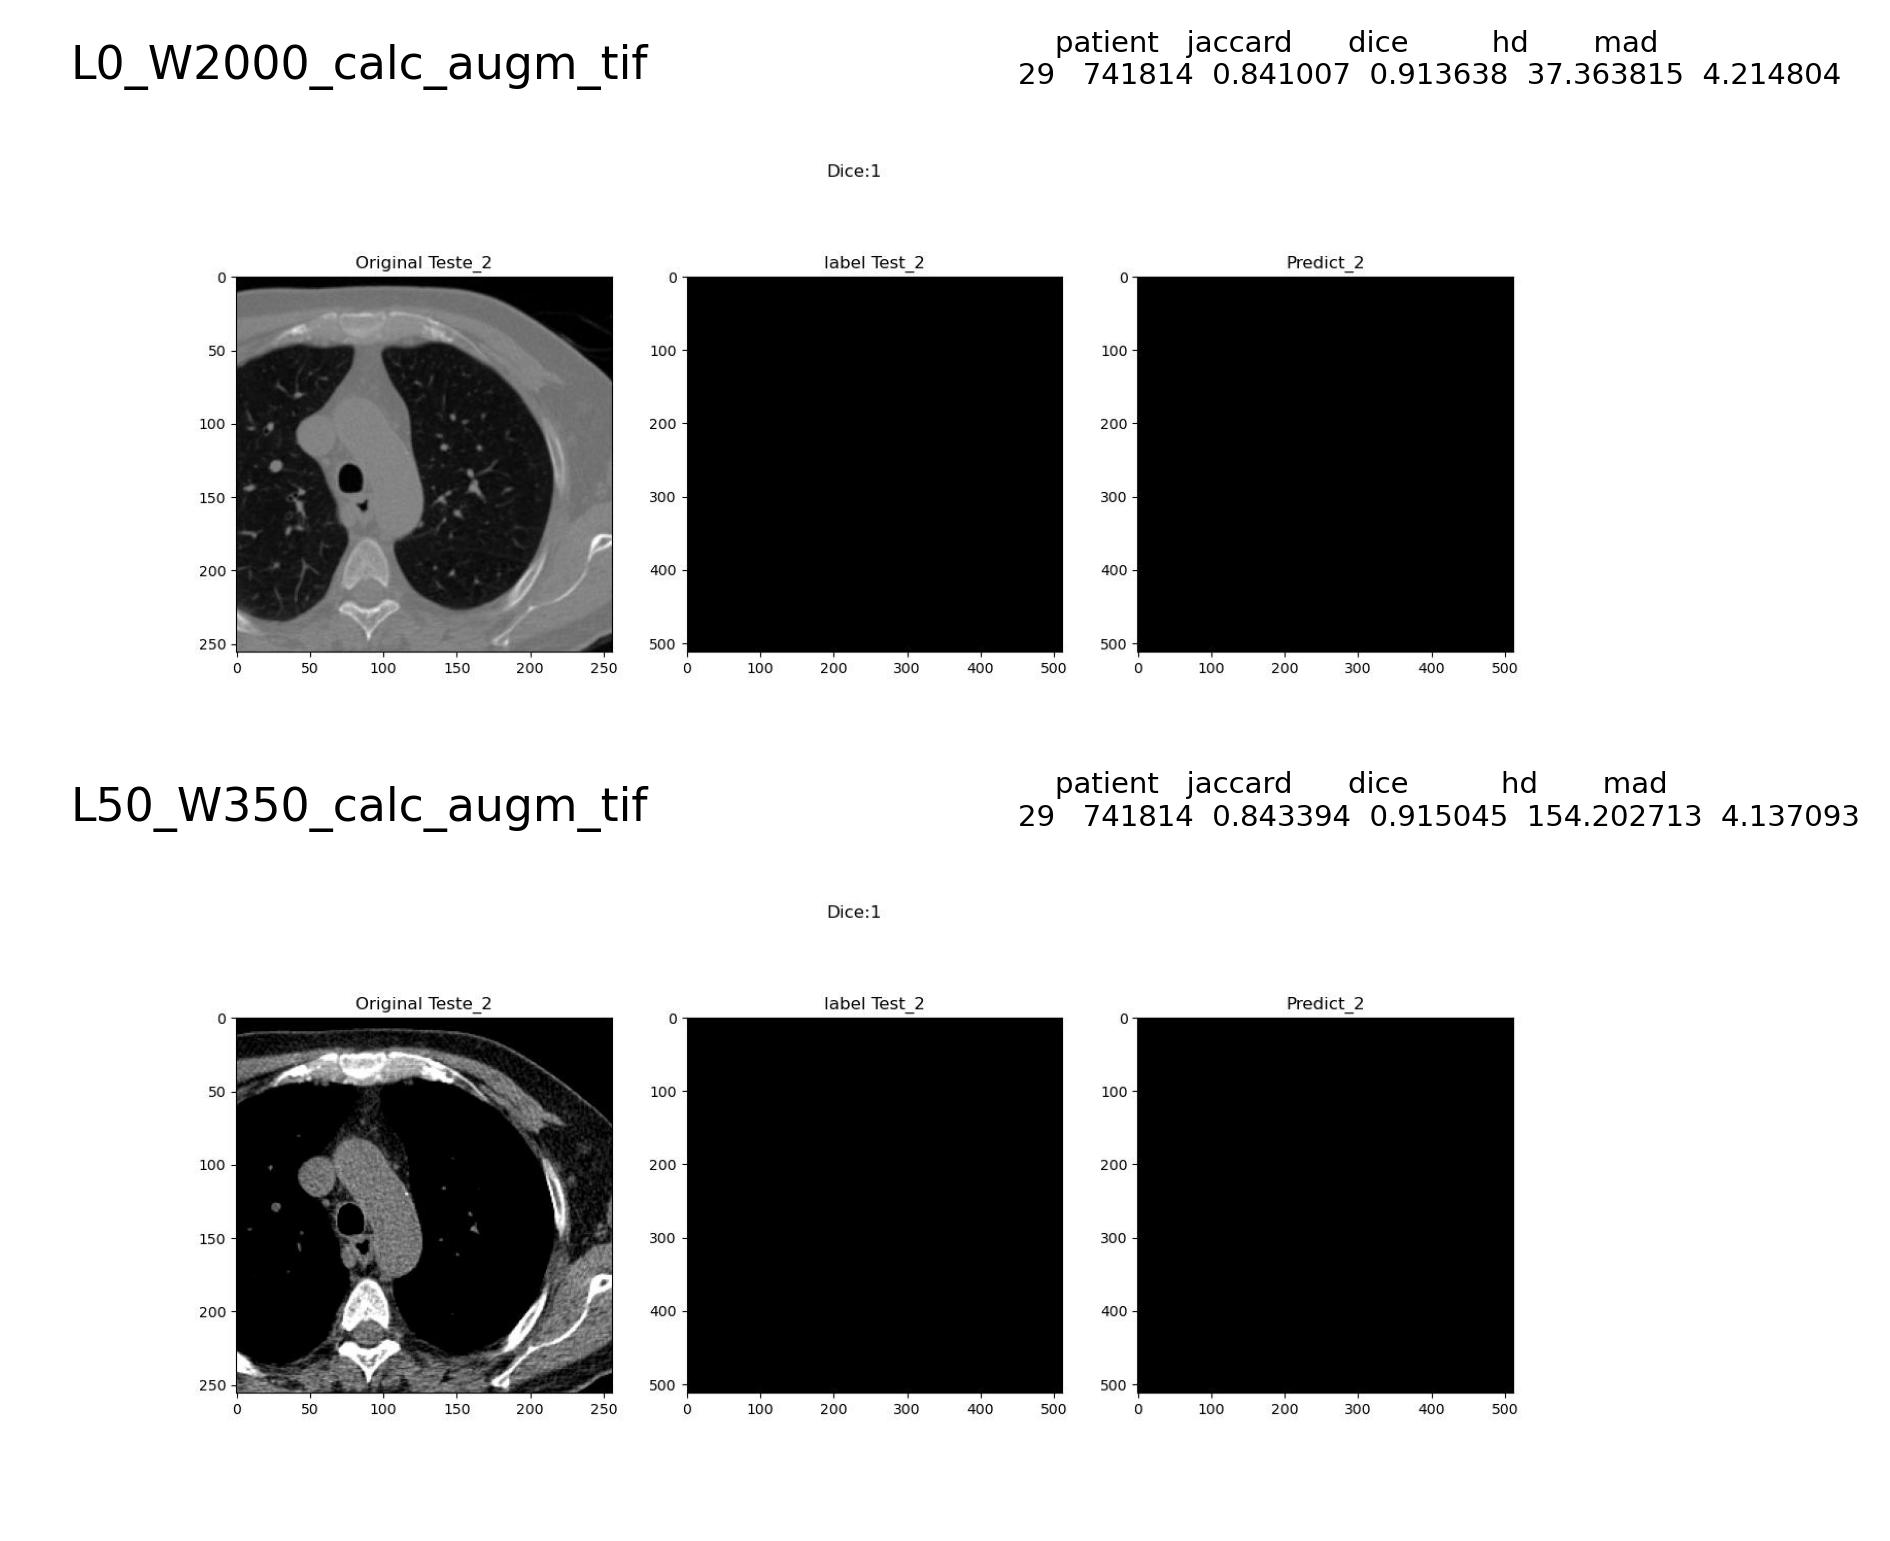 L0_W2000_calc_augm_tif
patient jaccard dice hd mad
29 741814 0.841007 0.913638 37.363815 4.214804
Dice:1
Original Teste_2
0
50
100
150
200
250
0 50 100 150 200 250
label Test_2
0
100
200
300
400
500
0 100 200 300 400 500
Predict_2
0
100
200
300
400
500
0 100 200 300 400 500
L50_W350_calc_augm_tif
patient jaccard dice hd mad
29 741814 0.843394 0.915045 154.202713 4.137093
Dice:1
Original Teste_2
0
50
100
150
200
250
0 50 100 150 200 250
label Test_2
0
100
200
300
400
500
0 100 200 300 400 500
Predict_2
0
100
200
300
400
500
0 100 200 300 400 500